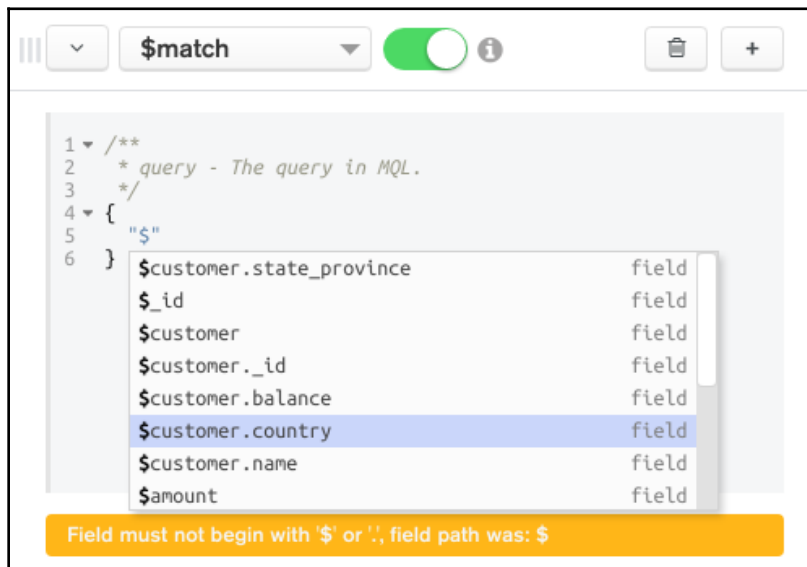 $match
1 /**
2 * query - The query in MQL.
3 */
4 {
5 "$"
6 }
$customer.state_province field
$_id field
$customer field
$customer._id field
$customer.balance field
$customer.country field
$customer.name field
$amount field
Field must not begin with '$' or '.', field path was: $